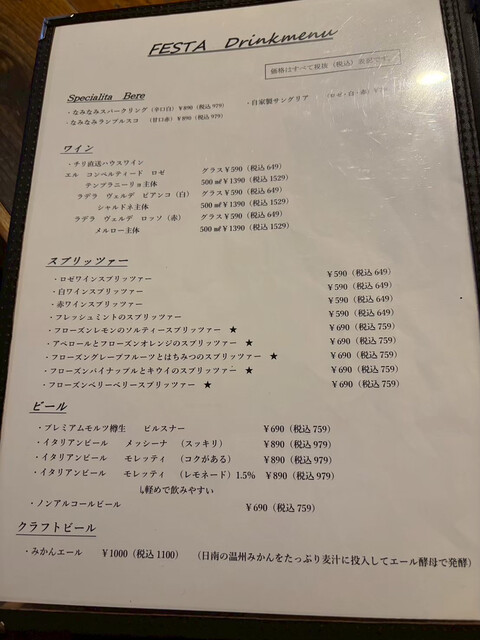 FESTA Drinkmenu
価格はすべて税抜（税込）表記です。
Specialita Bere
・なみなみスパークリング（辛口白）¥890（税込979）
・自家製サングリア （ロゼ・白・赤）
・なみなみランブルスコ （甘口赤）¥890（税込979）
ワイン
・チリ直送ハウスワイン
エル コンベルティード ロゼ グラス¥590（税込649）
テンプラニーリョ主体 500㎖¥1390（税込1529）
ラデラ ヴェルデ ビアンコ（白） グラス¥590（税込649）
シャルドネ主体 500㎖¥1390（税込1529）
ラデラ ヴェルデ ロッソ（赤） グラス¥590（税込649）
メルロー主体 500㎖¥1390（税込1529）
スプリッツァー
・ロゼワインスプリッツァー ¥590（税込649）
・白ワインスプリッツァー ¥590（税込649）
・赤ワインスプリッツァー ¥590（税込649）
・フレッシュミントのスプリッツァー ¥590（税込649）
・フローズンレモンのソルティースプリッツァー ★ ¥690（税込759）
・アペロールとフローズンオレンジのスプリッツァー ★ ¥690（税込759）
・フローズングレープフルーツとはちみつのスプリッツァー ★ ¥690（税込759）
・フローズンパイナップルとキウイのスプリッツァー ★ ¥690（税込759）
・フローズンベリーベリースプリッツァー ★ ¥690（税込759）
ビール
・プレミアムモルツ樽生 ピルスナー ¥690（税込759）
・イタリアンビール メッシーナ （スッキリ） ¥890（税込979）
・イタリアンビール モレッティ （コクがある） ¥890（税込979）
・イタリアンビール モレッティ （レモネード）1.5% ¥890（税込979）
↳軽めで飲みやすい
・ノンアルコールビール ¥690（税込759）
クラフトビール
・みかんエール ¥1000（税込1100） （日南の温州みかんをたっぷり麦汁に投入してエール酵母で発酵）